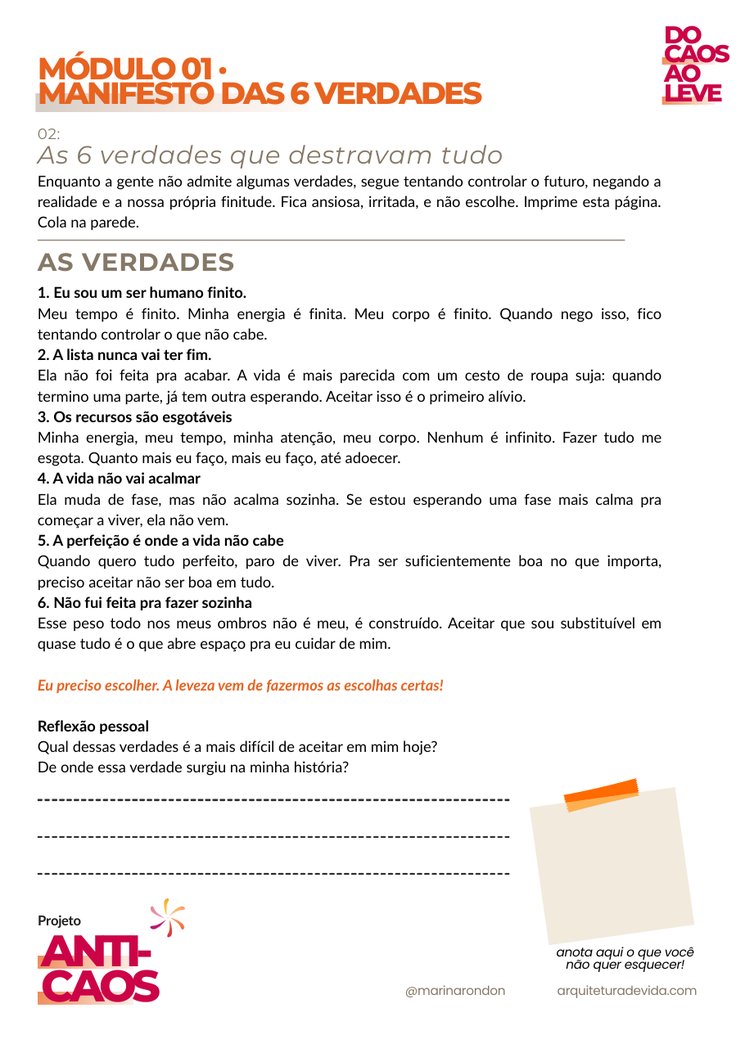 DO
CAOS
AO
LEVE
MÓDULO 01 •
MANIFESTO DAS 6 VERDADES
02:
As 6 verdades que destravam tudo
Enquanto a gente não admite algumas verdades, segue tentando controlar o futuro, negando a
realidade e a nossa própria finitude. Fica ansiosa, irritada, e não escolhe. Imprime esta página.
Cola na parede.
AS VERDADES
1. Eu sou um ser humano finito.
Meu tempo é finito. Minha energia é finita. Meu corpo é finito. Quando nego isso, fico
tentando controlar o que não cabe.
2. A lista nunca vai ter fim.
Ela não foi feita pra acabar. A vida é mais parecida com um cesto de roupa suja: quando
termino uma parte, já tem outra esperando. Aceitar isso é o primeiro alívio.
3. Os recursos são esgotáveis
Minha energia, meu tempo, minha atenção, meu corpo. Nenhum é infinito. Fazer tudo me
esgota. Quanto mais eu faço, mais eu faço, até adoecer.
4. A vida não vai acalmar
Ela muda de fase, mas não acalma sozinha. Se estou esperando uma fase mais calma pra
começar a viver, ela não vem.
5. A perfeição é onde a vida não cabe
Quando quero tudo perfeito, paro de viver. Pra ser suficientemente boa no que importa,
preciso aceitar não ser boa em tudo.
6. Não fui feita pra fazer sozinha
Esse peso todo nos meus ombros não é meu, é construído. Aceitar que sou substituível em
quase tudo é o que abre espaço pra eu cuidar de mim.
Eu preciso escolher. A leveza vem de fazermos as escolhas certas!
Reflexão pessoal
Qual dessas verdades é a mais difícil de aceitar em mim hoje?
De onde essa verdade surgiu na minha história?
Projeto
ANTI-
CAOS
anota aqui o que você
não quer esquecer!
@marinarondon
arquiteturadevida.com